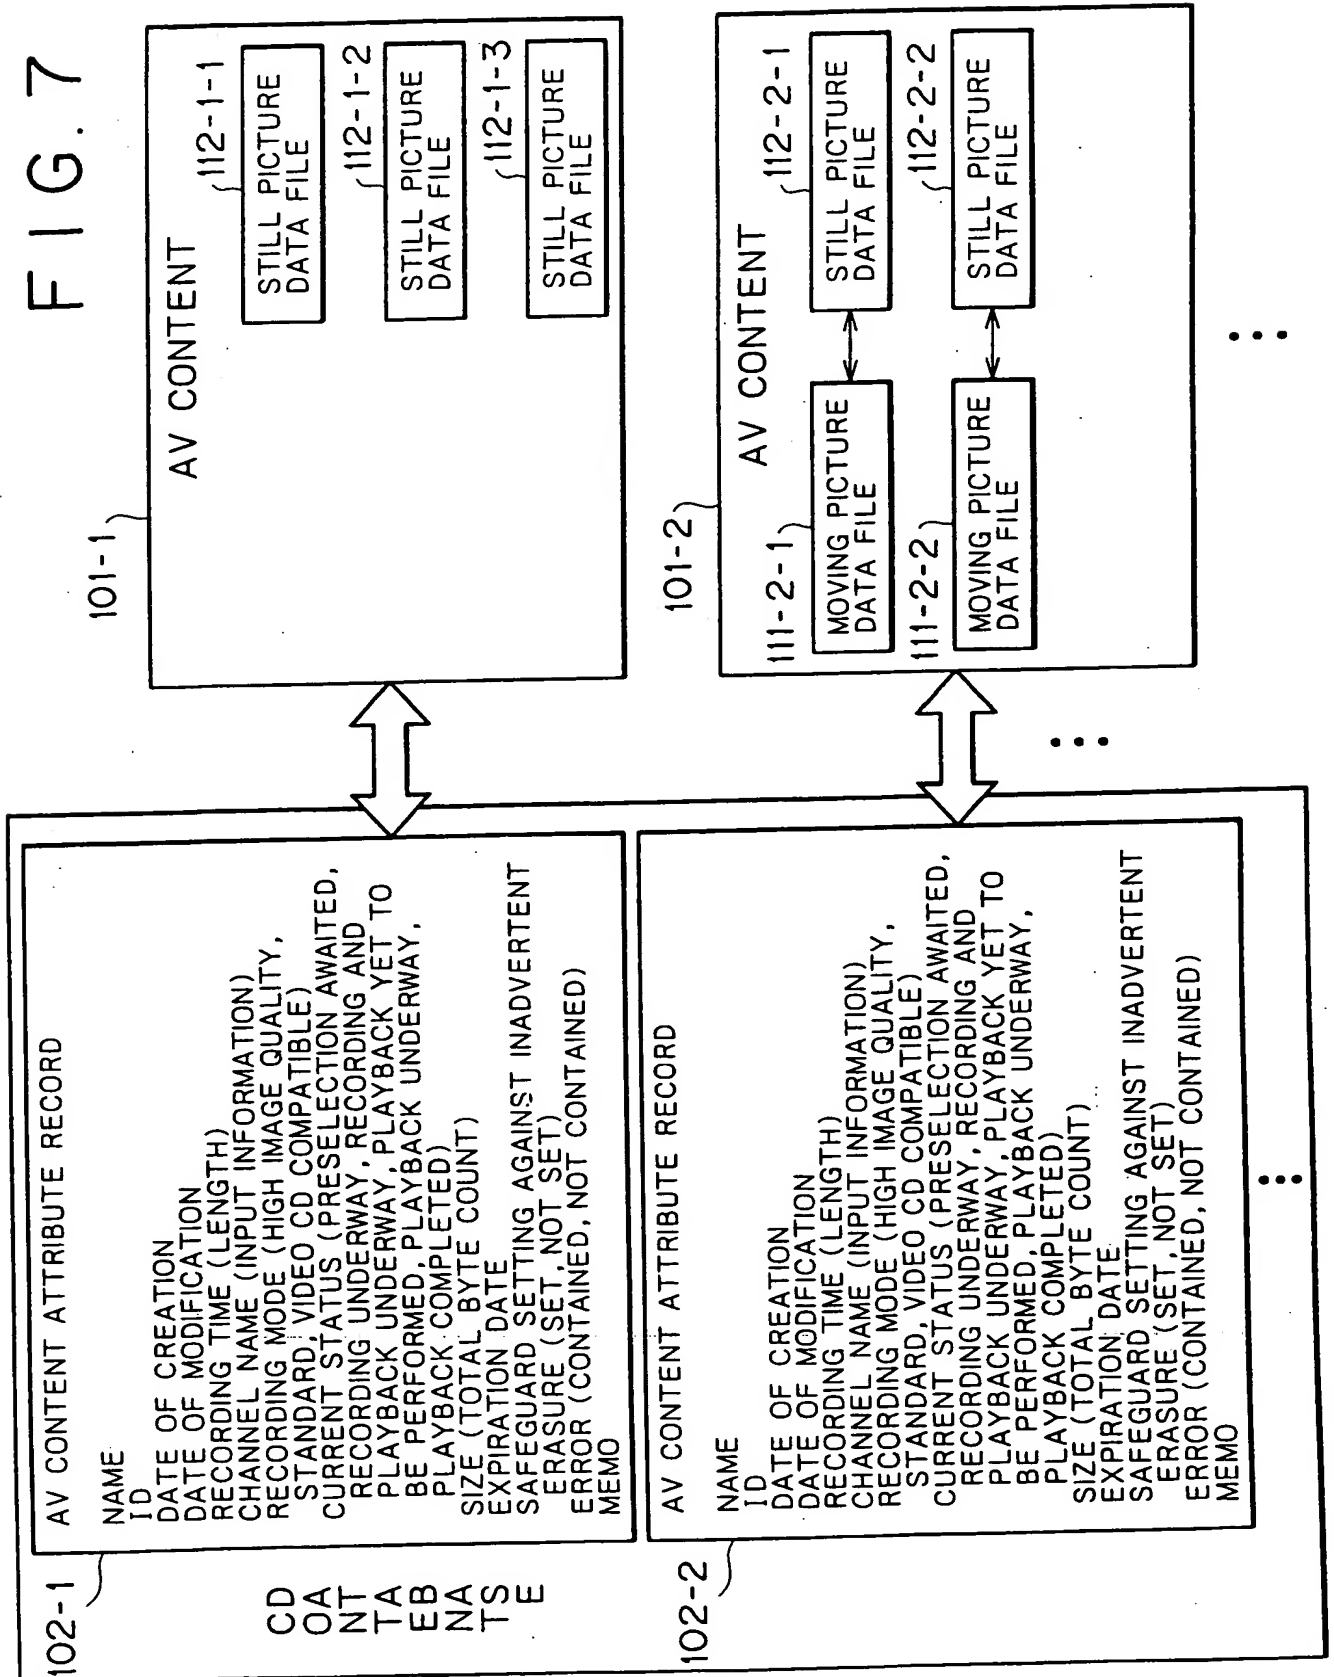 FIG. 7
102-1
AV CONTENT ATTRIBUTE RECORD
NAME
ID
DATE OF CREATION
DATE OF MODIFICATION
RECORDING TIME (LENGTH)
CHANNEL NAME (INPUT INFORMATION)
RECORDING MODE (HIGH IMAGE QUALITY,
STANDARD, VIDEO CD COMPATIBLE)
CURRENT STATUS (PRESELECTION AWAITED,
RECORDING UNDERWAY, RECORDING AND
PLAYBACK UNDERWAY, PLAYBACK YET TO
BE PERFORMED, PLAYBACK UNDERWAY,
PLAYBACK COMPLETED)
SIZE (TOTAL BYTE COUNT)
EXPIRATION DATE
SAFEGUARD SETTING AGAINST INADVERTENT
ERASURE (SET, NOT SET)
ERROR (CONTAINED, NOT CONTAINED)
MEMO
CD
OA
NT
TA
EB
NA
TS
E
102-2
AV CONTENT ATTRIBUTE RECORD
NAME
ID
DATE OF CREATION
DATE OF MODIFICATION
RECORDING TIME (LENGTH)
CHANNEL NAME (INPUT INFORMATION)
RECORDING MODE (HIGH IMAGE QUALITY,
STANDARD, VIDEO CD COMPATIBLE)
CURRENT STATUS (PRESELECTION AWAITED,
RECORDING UNDERWAY, RECORDING AND
PLAYBACK UNDERWAY, PLAYBACK YET TO
BE PERFORMED, PLAYBACK UNDERWAY,
PLAYBACK COMPLETED)
SIZE (TOTAL BYTE COUNT)
EXPIRATION DATE
SAFEGUARD SETTING AGAINST INADVERTENT
ERASURE (SET, NOT SET)
ERROR (CONTAINED, NOT CONTAINED)
MEMO
101-1
AV CONTENT
112-1-1
STILL PICTURE
DATA FILE
112-1-2
STILL PICTURE
DATA FILE
112-1-3
STILL PICTURE
DATA FILE
101-2
AV CONTENT
111-2-1
MOVING PICTURE
DATA FILE
112-2-1
STILL PICTURE
DATA FILE
111-2-2
MOVING PICTURE
DATA FILE
112-2-2
STILL PICTURE
DATA FILE